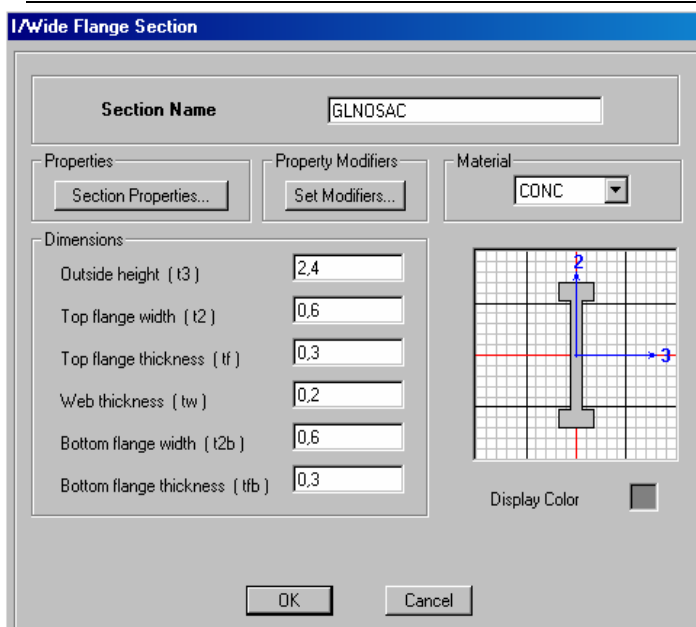 I/Wide Flange Section
Section Name GLNOSAC
Properties
Section Properties...
Property Modifiers
Set Modifiers...
Material
CONC
Dimensions
Outside height ( t3 ) 2,4
Top flange width ( t2 ) 0,6
Top flange thickness ( tf ) 0,3
Web thickness ( tw ) 0,2
Bottom flange width ( t2b ) 0,6
Bottom flange thickness ( tfb ) 0,3
2
3
Display Color
OK Cancel